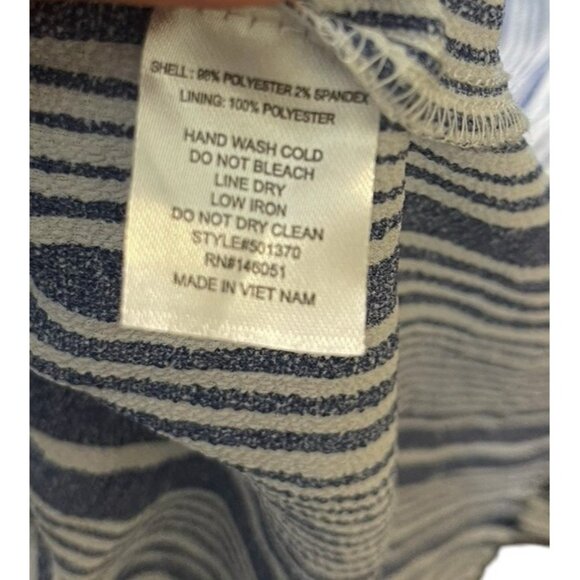 SHELL : 98% POLYESTER 2% SPANDEX
LINING: 100% POLYESTER
HAND WASH COLD
DO NOT BLEACH
LINE DRY
LOW IRON
DO NOT DRY CLEAN
STYLE#501370
RN#146051
MADE IN VIET NAM